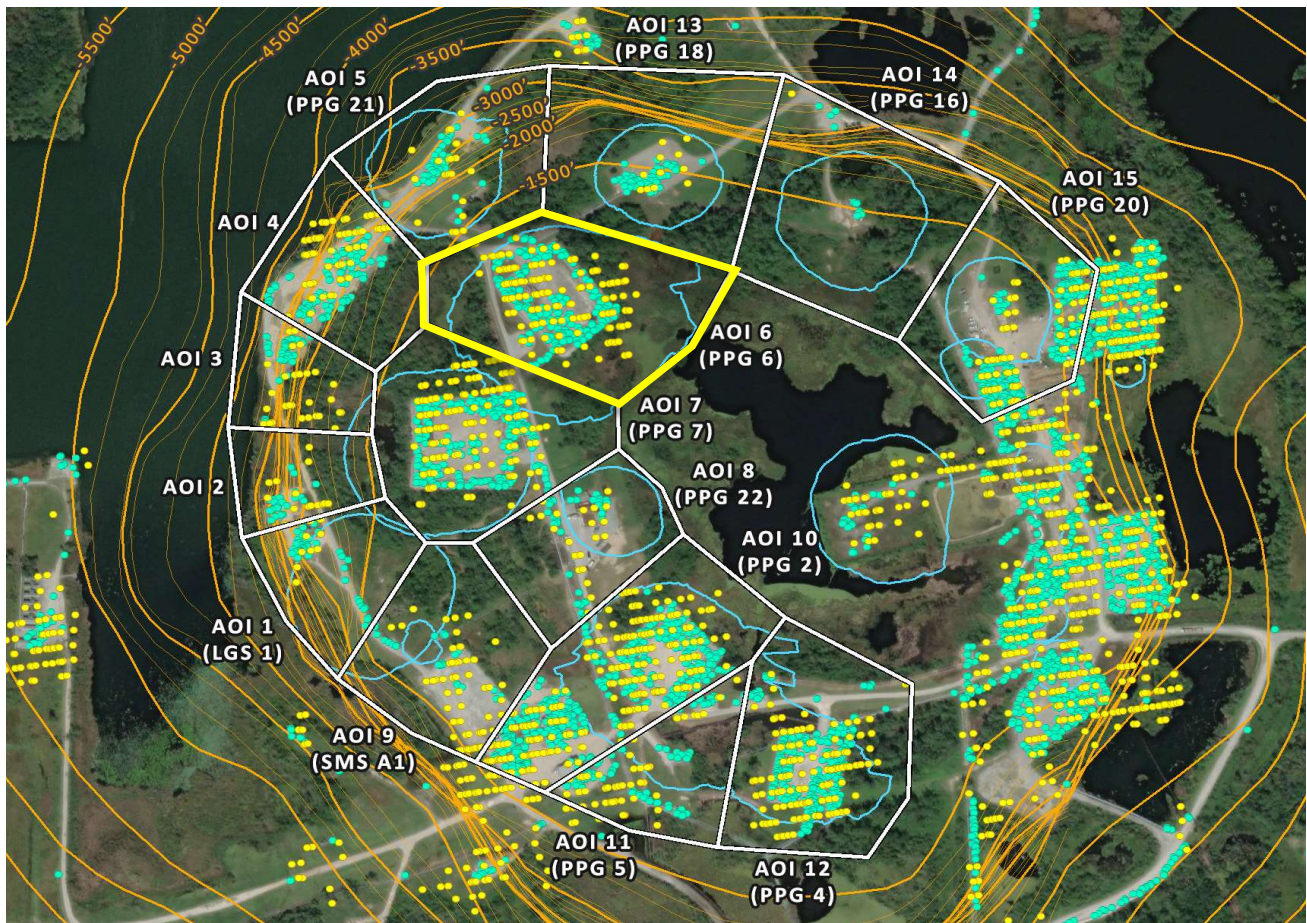 -5500'
-5000'
-4500'
-4000'
-3500'
-3000'
-2500'
-2000'
-1500'
AOI 13
(PPG 18)
AOI 14
(PPG 16)
AOI 5
(PPG 21)
AOI 15
(PPG 20)
AOI 4
AOI 3
AOI 6
(PPG 6)
AOI 7
(PPG 7)
AOI 2
AOI 8
(PPG 22)
AOI 10
(PPG 2)
AOI 1
(LGS 1)
AOI 9
(SMS A1)
AOI 11
(PPG 5)
AOI 12
(PPG 4)